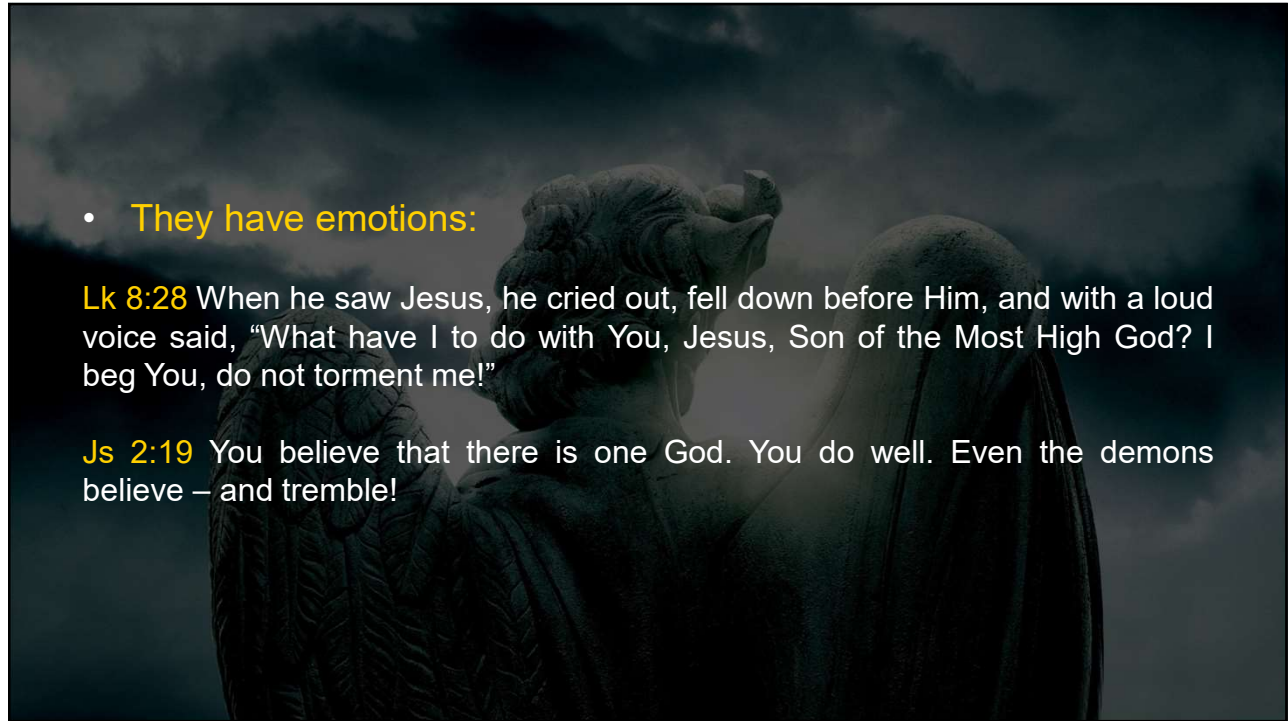 • They have emotions:
Lk 8:28 When he saw Jesus, he cried out, fell down before Him, and with a loud
voice said, “What have I to do with You, Jesus, Son of the Most High God? I
beg You, do not torment me!”
Js 2:19 You believe that there is one God. You do well. Even the demons
believe – and tremble!